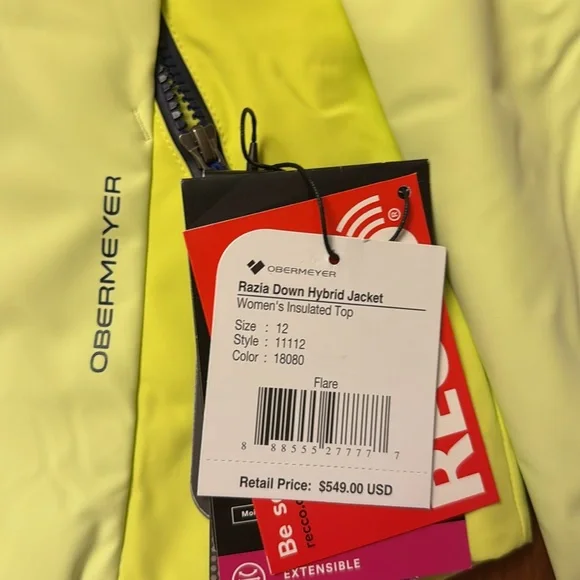 OBERMEYER
®
OBERMEYER
Razia Down Hybrid Jacket
Women's Insulated Top
Size : 12
Style : 11112
Color : 18080
Flare
8 88555 27777 7
Retail Price: $549.00 USD
Be
recco.
EXTENSIBLE